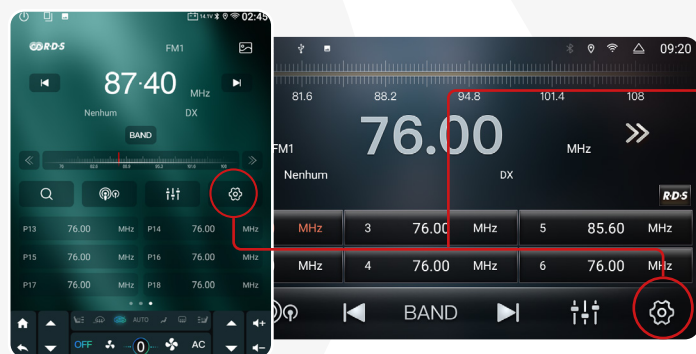 14.1V 02:45
RDS FM1
87·40 MHz
Nenhum DX
BAND
P13 76.00 MHz P14 76.00 MHz
P15 76.00 MHz P16 76.00 MHz
P17 76.00 MHz P18 76.00 MHz
AUTO
OFF 0 AC
09:20
81.6 88.2 94.8 101.4 108
FM1 76.00 MHz
Nenhum DX
RDS
MHz 3 76.00 MHz 5 85.60 MHz
MHz 4 76.00 MHz 6 76.00 MHz
BAND